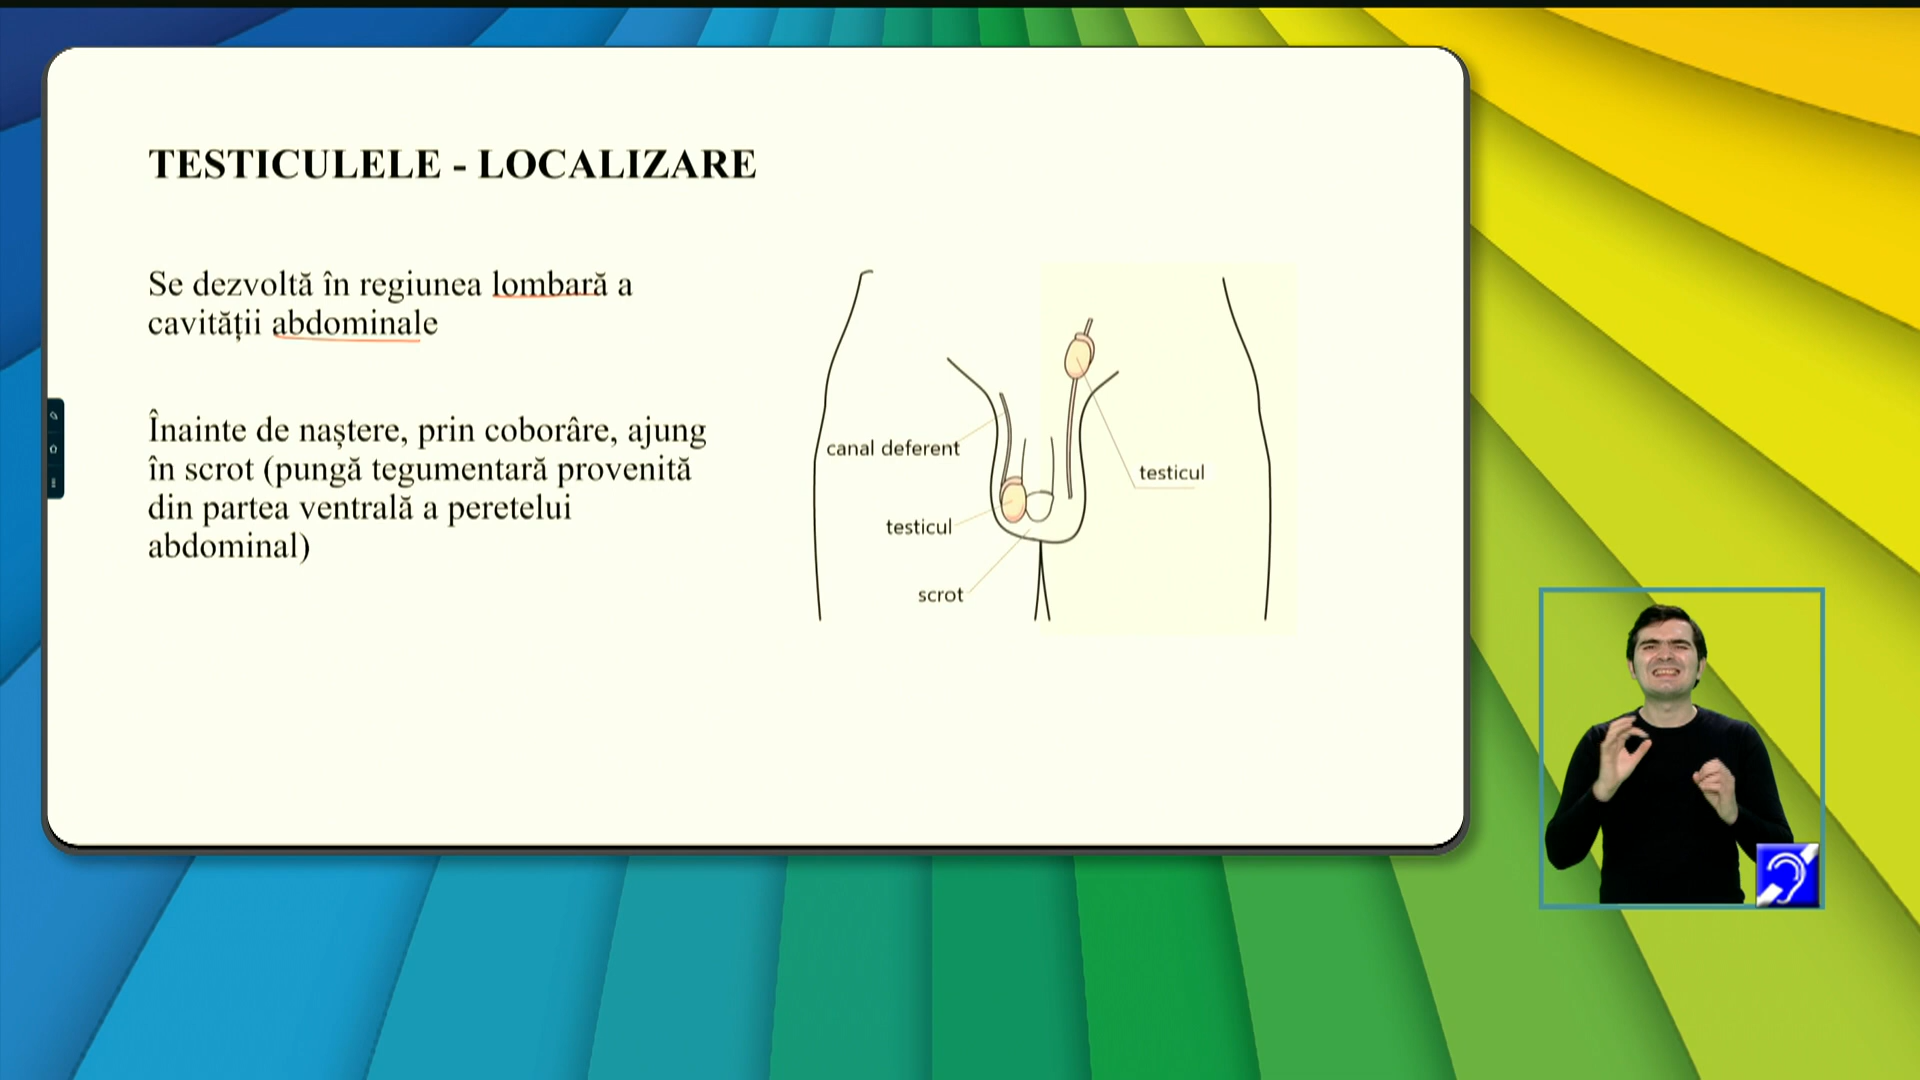 TESTICULELE - LOCALIZARE
Se dezvoltă în regiunea lombară a
cavității abdominale
Înainte de naștere, prin coborâre, ajung
în scrot (pungă tegumentară provenită
din partea ventrală a peretelui
abdominal)
canal deferent
testicul
testicul
scrot